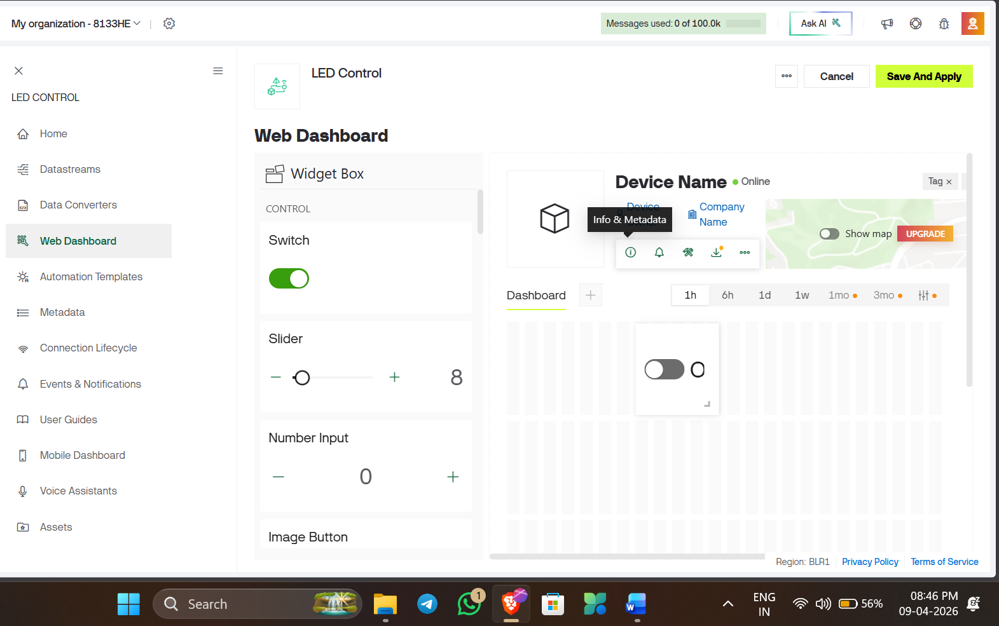 My organization - 8133HE
Messages used: 0 of 100.0k
Ask AI
LED CONTROL
Home
Datastreams
Data Converters
Web Dashboard
Automation Templates
Metadata
Connection Lifecycle
Events & Notifications
User Guides
Mobile Dashboard
Voice Assistants
Assets
LED Control
Cancel
Save And Apply
Web Dashboard
Widget Box
CONTROL
Switch
Slider
8
Number Input
0
Image Button
Device Name
Online
Tag
Device
Company
Name
Info & Metadata
Show map
UPGRADE
Dashboard
1h 6h 1d 1w 1mo 3mo
Region: BLR1 Privacy Policy Terms of Service
Search
1
W
ENG
IN
56%
08:46 PM
09-04-2026